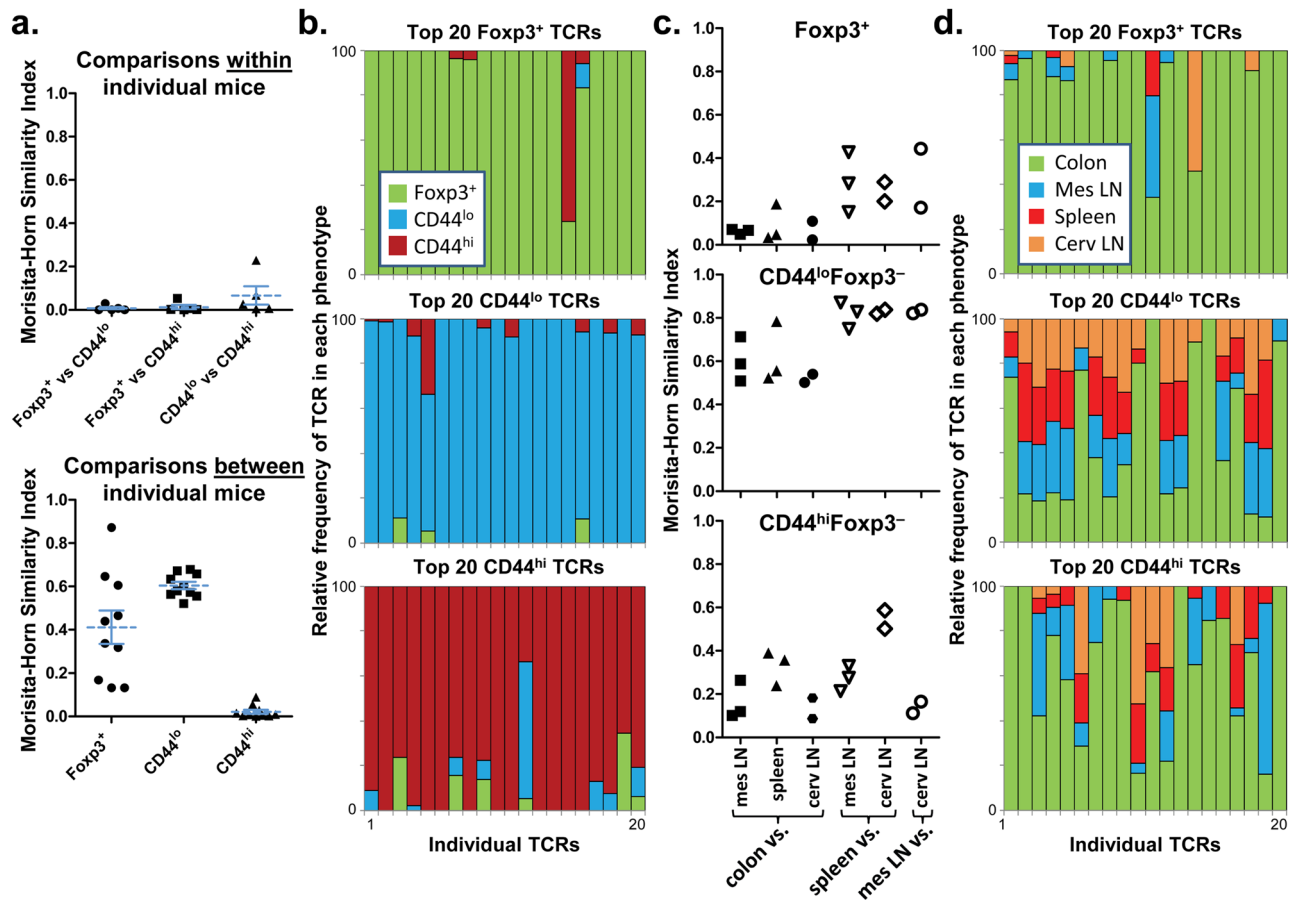 a.
Comparisons within
individual mice
Morisita-Horn Similarity Index
1.0
0.8
0.6
0.4
0.2
0.0
Foxp3⁺ vs CD44ˡᵒ
Foxp3⁺ vs CD44ʰⁱ
CD44ˡᵒ vs CD44ʰⁱ
Comparisons between
individual mice
Morisita-Horn Similarity Index
1.0
0.8
0.6
0.4
0.2
0.0
Foxp3⁺
CD44ˡᵒ
CD44ʰⁱ
b.
Relative frequency of TCR in each phenotype
Top 20 Foxp3⁺ TCRs
100
0
Foxp3⁺
CD44ˡᵒ
CD44ʰⁱ
Top 20 CD44ˡᵒ TCRs
100
0
Top 20 CD44ʰⁱ TCRs
100
0
1
20
Individual TCRs
c.
Morisita-Horn Similarity Index
Foxp3⁺
1.0
0.8
0.6
0.4
0.2
0.0
CD44ˡᵒFoxp3⁻
1.0
0.8
0.6
0.4
0.2
0.0
CD44ʰⁱFoxp3⁻
1.0
0.8
0.6
0.4
0.2
0.0
mes LN
spleen
cerv LN
mes LN
cerv LN
cerv LN
colon vs.
spleen vs.
mes LN vs.
d.
Relative frequency of TCR in each phenotype
Top 20 Foxp3⁺ TCRs
100
0
Colon
Mes LN
Spleen
Cerv LN
Top 20 CD44ˡᵒ TCRs
100
0
Top 20 CD44ʰⁱ TCRs
100
0
1
20
Individual TCRs